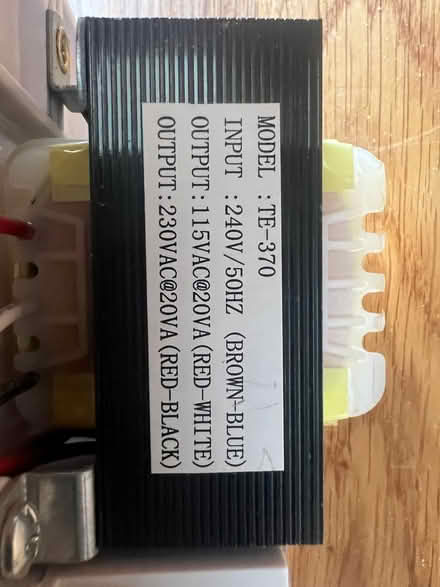 MODEL :TE-370
INPUT :240V/50HZ (BROWN-BLUE)
OUTPUT:115VAC@20VA(RED-WHITE)
OUTPUT:230VAC@20VA(RED-BLACK)